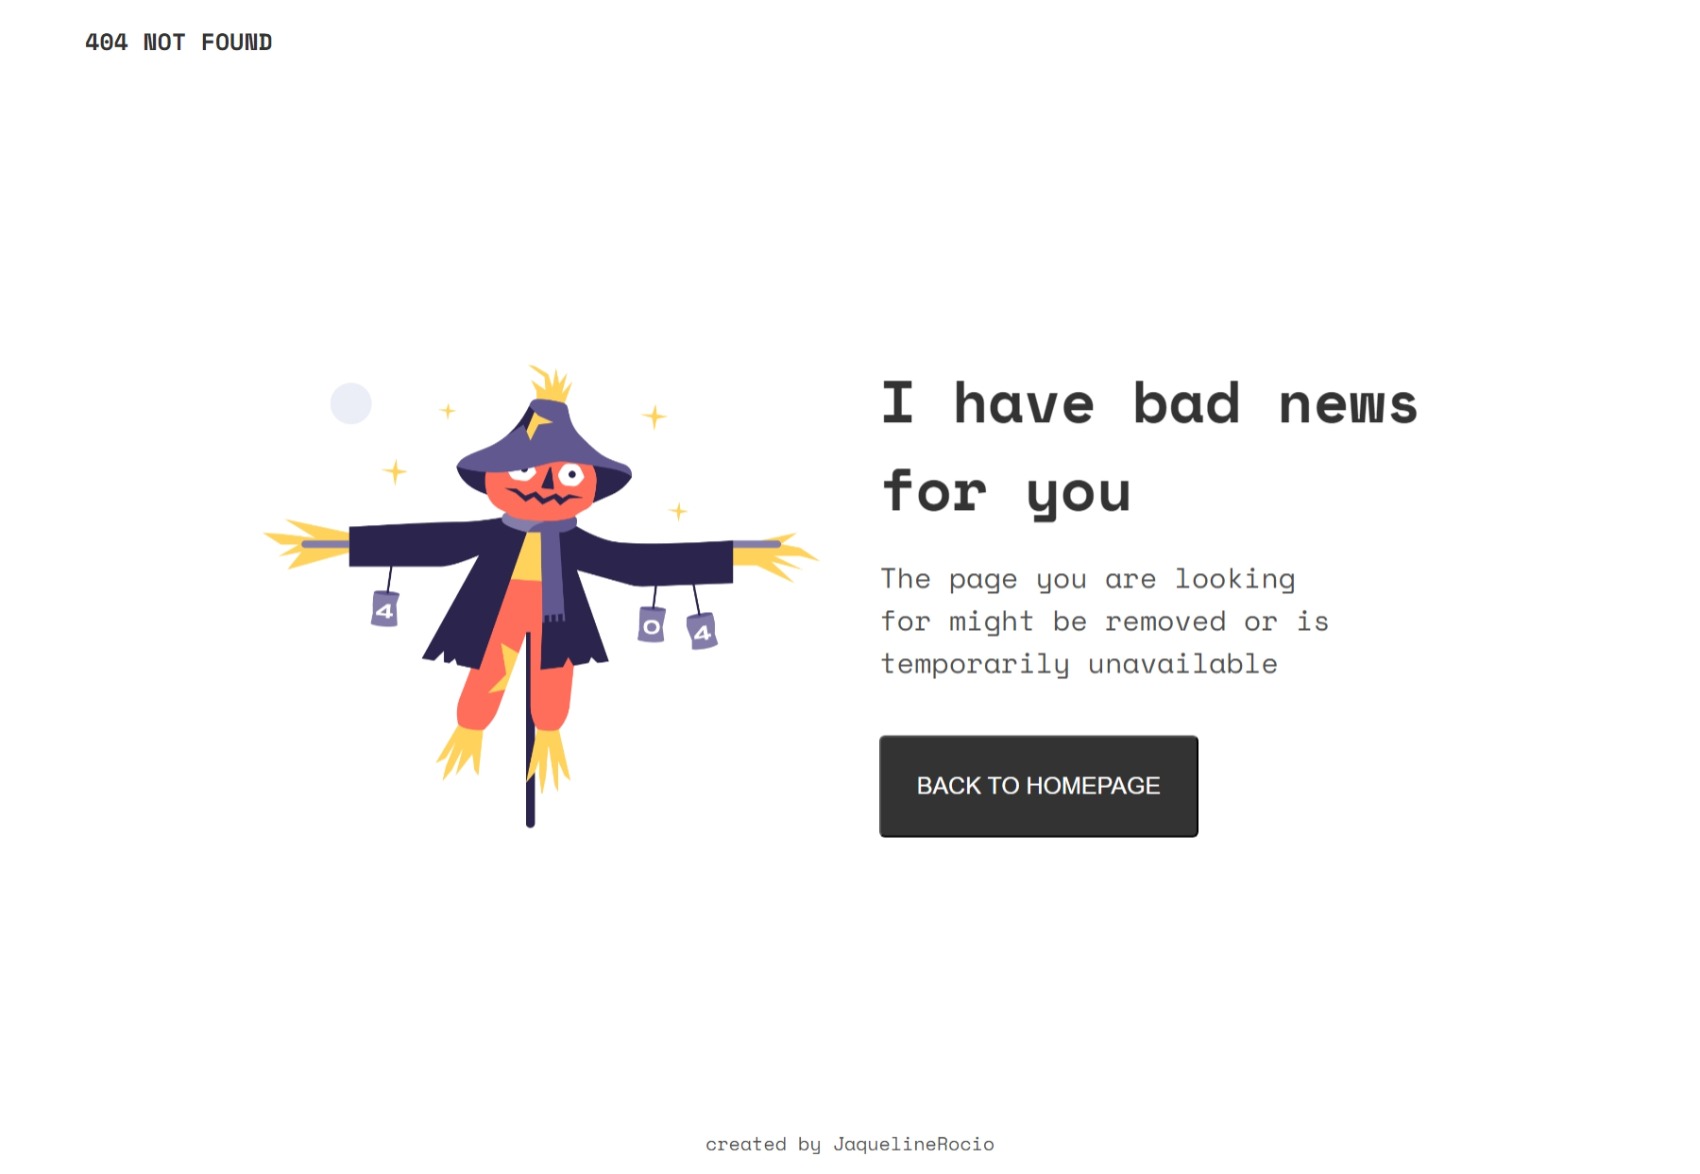 404 NOT FOUND
I have bad news
for you
The page you are looking
for might be removed or is
temporarily unavailable
4
0
4
BACK TO HOMEPAGE
created by JaquelineRocio